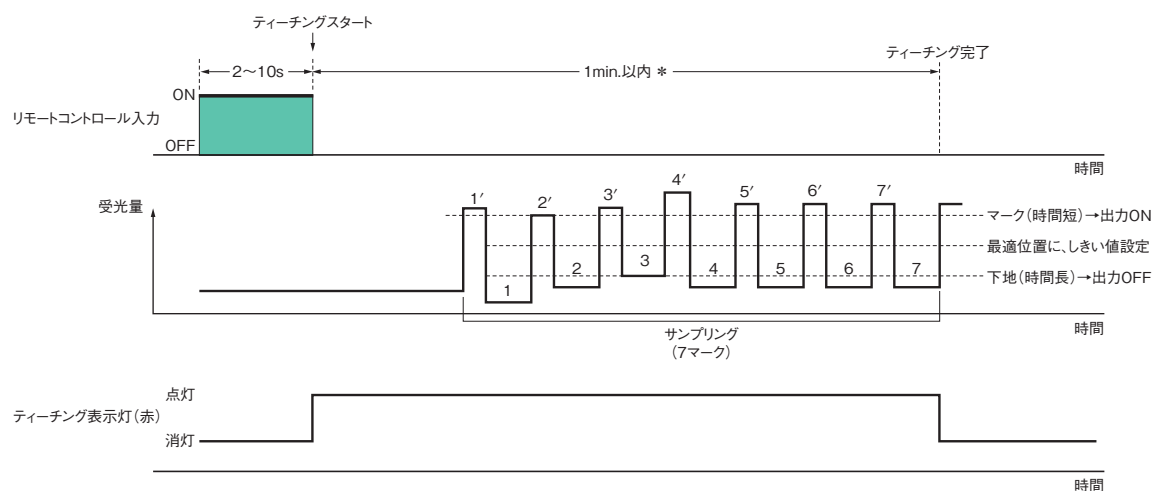 ティーチングスタート
ティーチング完了
2～10s
1min.以内 *
ON
リモートコントロール入力
OFF
時間
受光量
1′ 2′ 3′ 4′ 5′ 6′ 7′
マーク（時間短）→出力ON
最適位置に、しきい値設定
1 2 3 4 5 6 7
下地（時間長）→出力OFF
時間
サンプリング
（7マーク）
点灯
ティーチング表示灯（赤）
消灯
時間